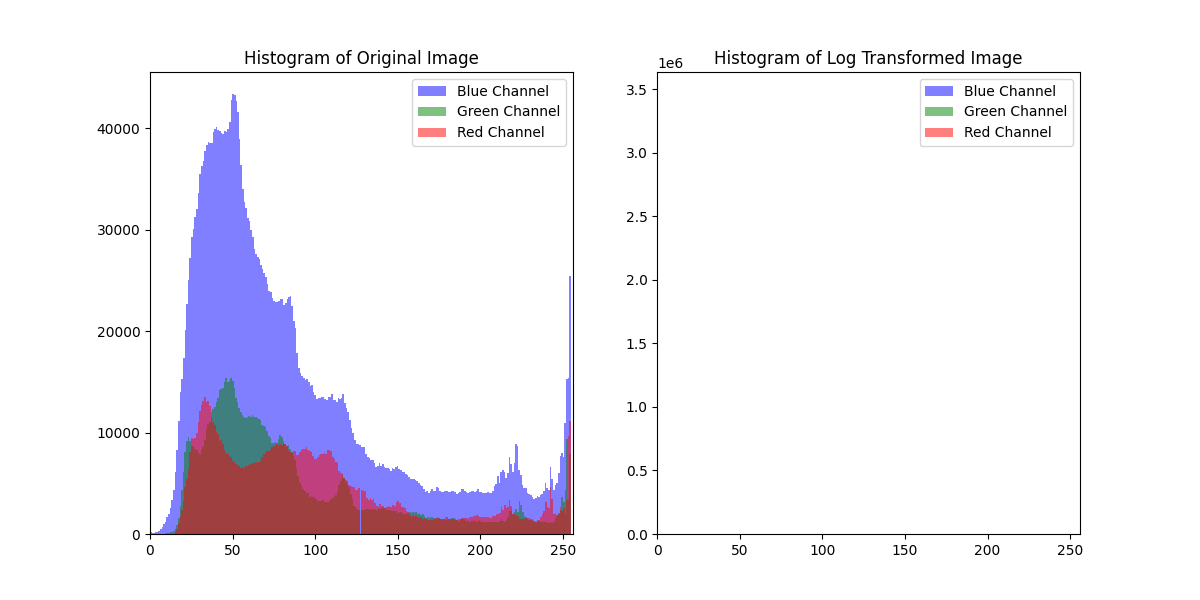 Histogram of Original Image
Blue Channel
Green Channel
Red Channel
40000
30000
20000
10000
0
0 50 100 150 200 250
Histogram of Log Transformed Image
1e6
Blue Channel
Green Channel
Red Channel
3.5
3.0
2.5
2.0
1.5
1.0
0.5
0.0
0 50 100 150 200 250